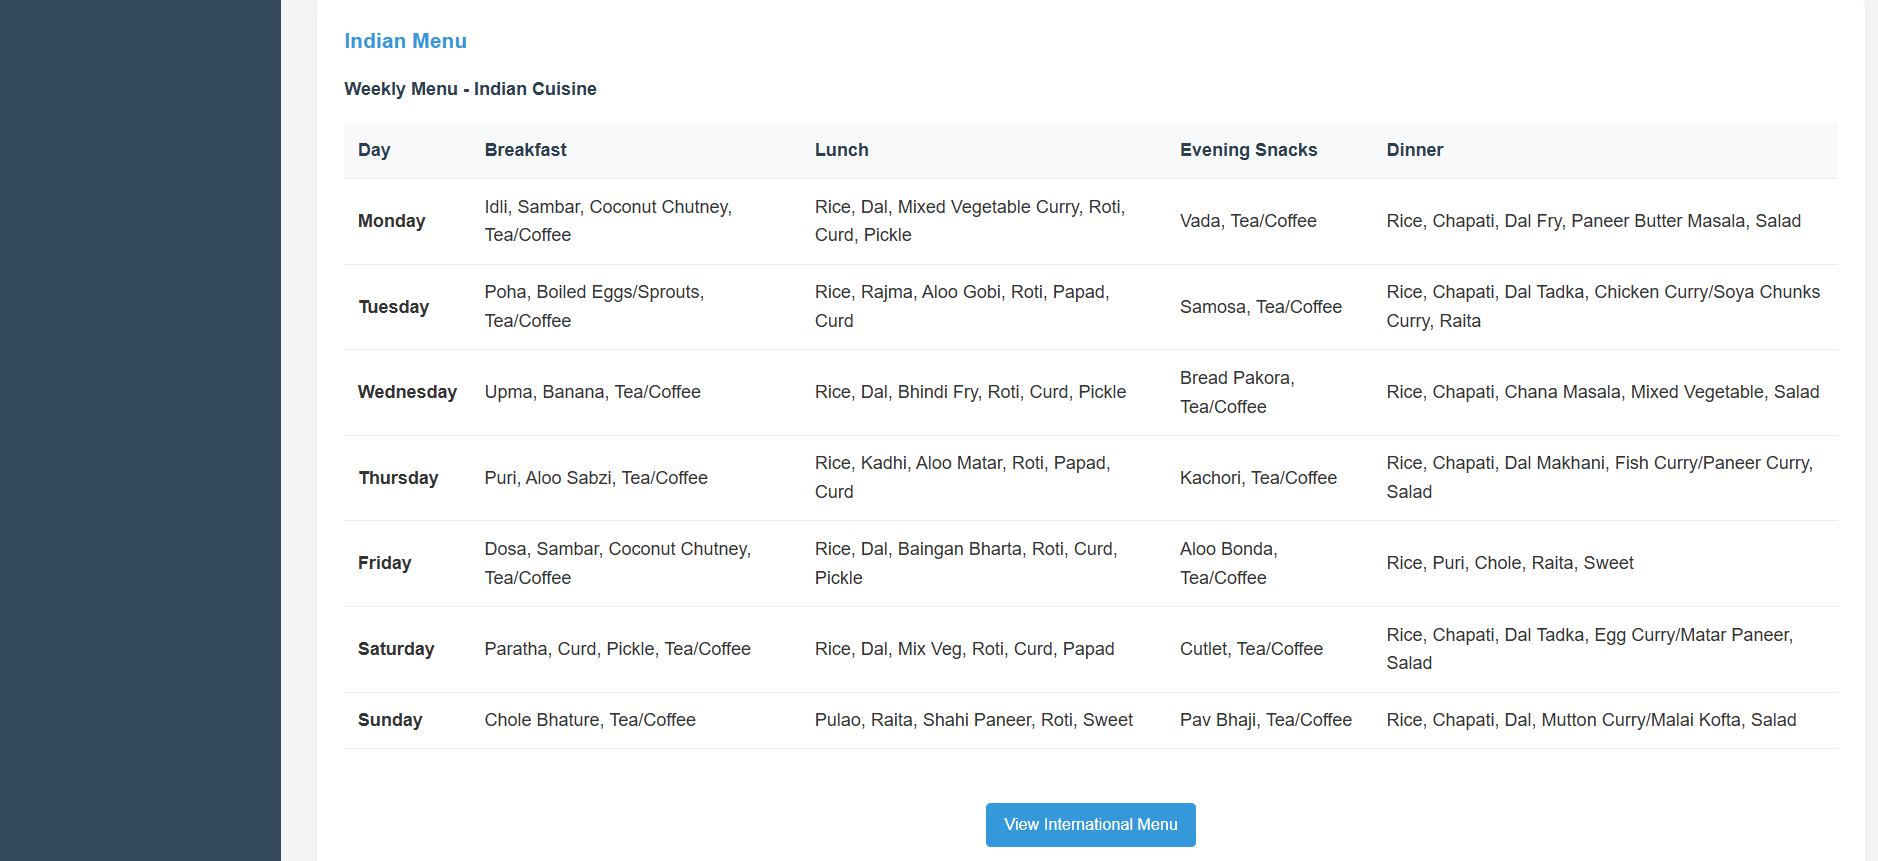 Indian Menu
Weekly Menu - Indian Cuisine
Day Breakfast Lunch Evening Snacks Dinner
Monday Idli, Sambar, Coconut Chutney, Tea/Coffee Rice, Dal, Mixed Vegetable Curry, Roti, Curd, Pickle Vada, Tea/Coffee Rice, Chapati, Dal Fry, Paneer Butter Masala, Salad
Tuesday Poha, Boiled Eggs/Sprouts, Tea/Coffee Rice, Rajma, Aloo Gobi, Roti, Papad, Curd Samosa, Tea/Coffee Rice, Chapati, Dal Tadka, Chicken Curry/Soya Chunks Curry, Raita
Wednesday Upma, Banana, Tea/Coffee Rice, Dal, Bhindi Fry, Roti, Curd, Pickle Bread Pakora, Tea/Coffee Rice, Chapati, Chana Masala, Mixed Vegetable, Salad
Thursday Puri, Aloo Sabzi, Tea/Coffee Rice, Kadhi, Aloo Matar, Roti, Papad, Curd Kachori, Tea/Coffee Rice, Chapati, Dal Makhani, Fish Curry/Paneer Curry, Salad
Friday Dosa, Sambar, Coconut Chutney, Tea/Coffee Rice, Dal, Baingan Bharta, Roti, Curd, Pickle Aloo Bonda, Tea/Coffee Rice, Puri, Chole, Raita, Sweet
Saturday Paratha, Curd, Pickle, Tea/Coffee Rice, Dal, Mix Veg, Roti, Curd, Papad Cutlet, Tea/Coffee Rice, Chapati, Dal Tadka, Egg Curry/Matar Paneer, Salad
Sunday Chole Bhature, Tea/Coffee Pulao, Raita, Shahi Paneer, Roti, Sweet Pav Bhaji, Tea/Coffee Rice, Chapati, Dal, Mutton Curry/Malai Kofta, Salad
View International Menu